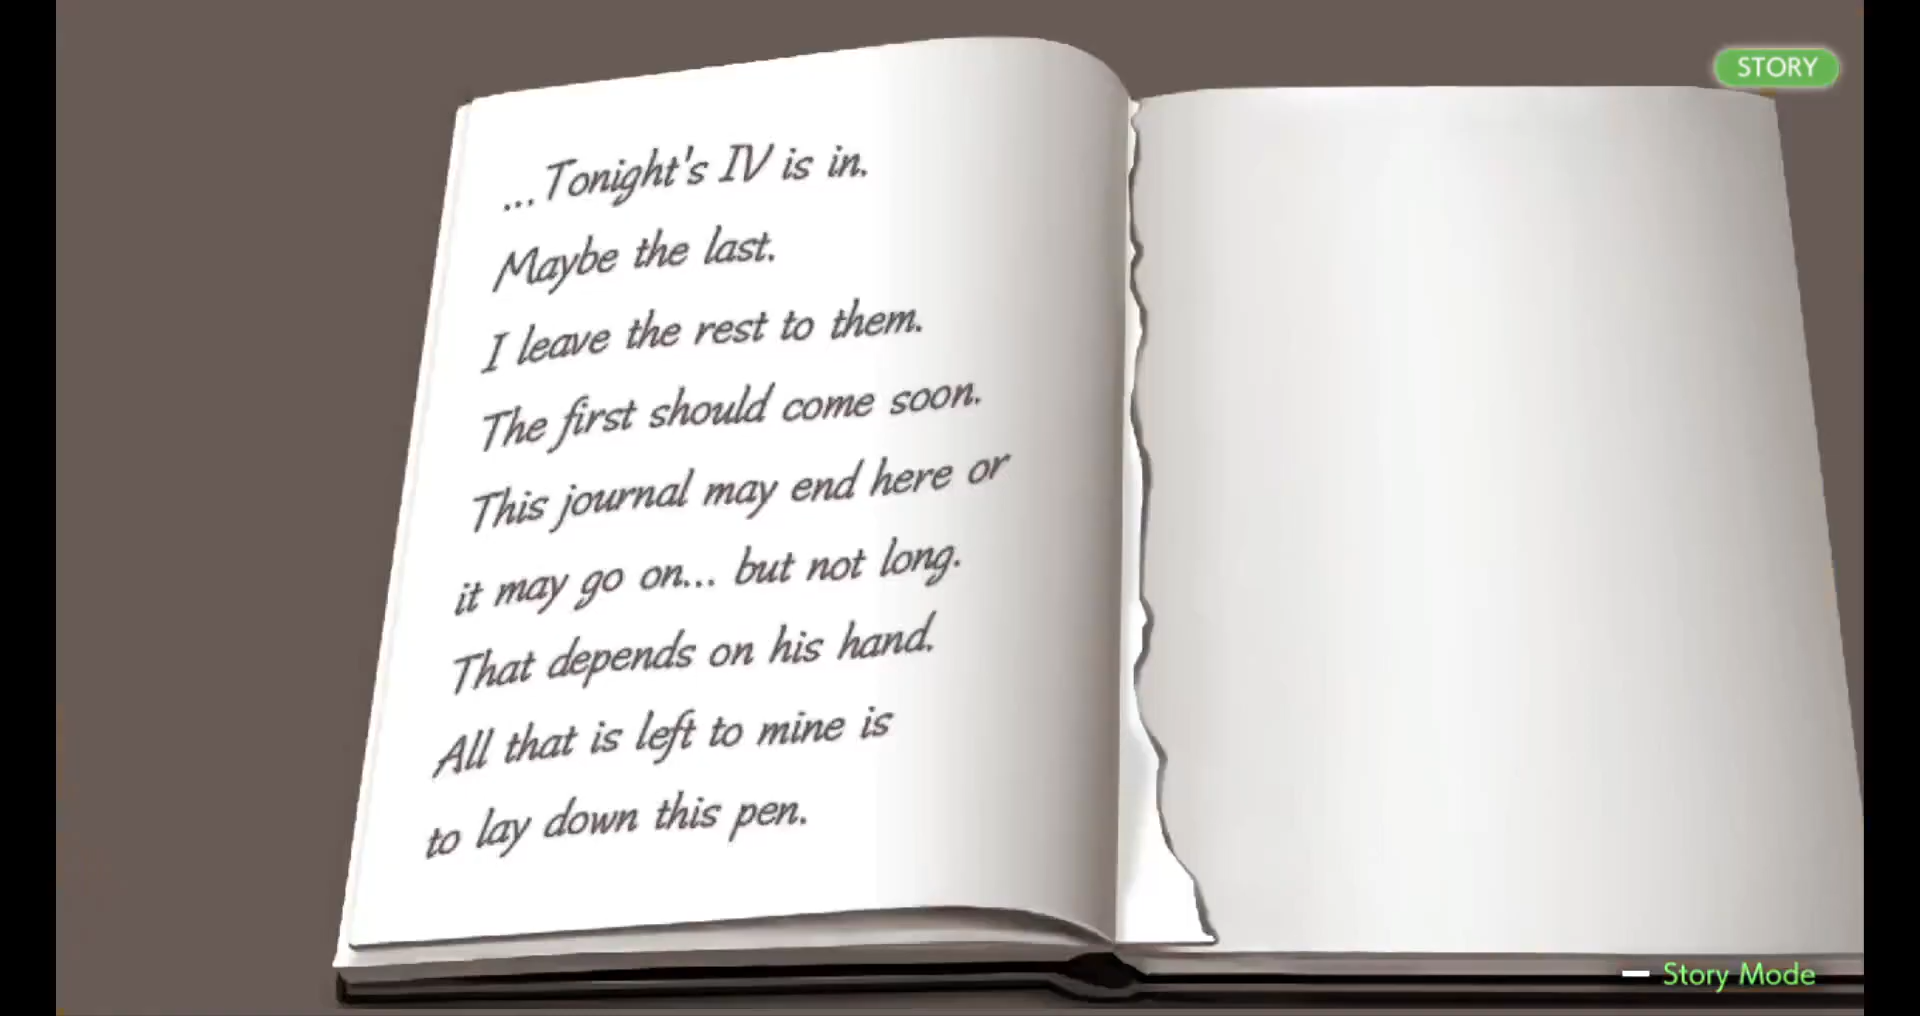 STORY
...Tonight's IV is in.
Maybe the last.
I leave the rest to them.
The first should come soon.
This journal may end here or
it may go on... but not long.
That depends on his hand.
All that is left to mine is
to lay down this pen.
Story Mode